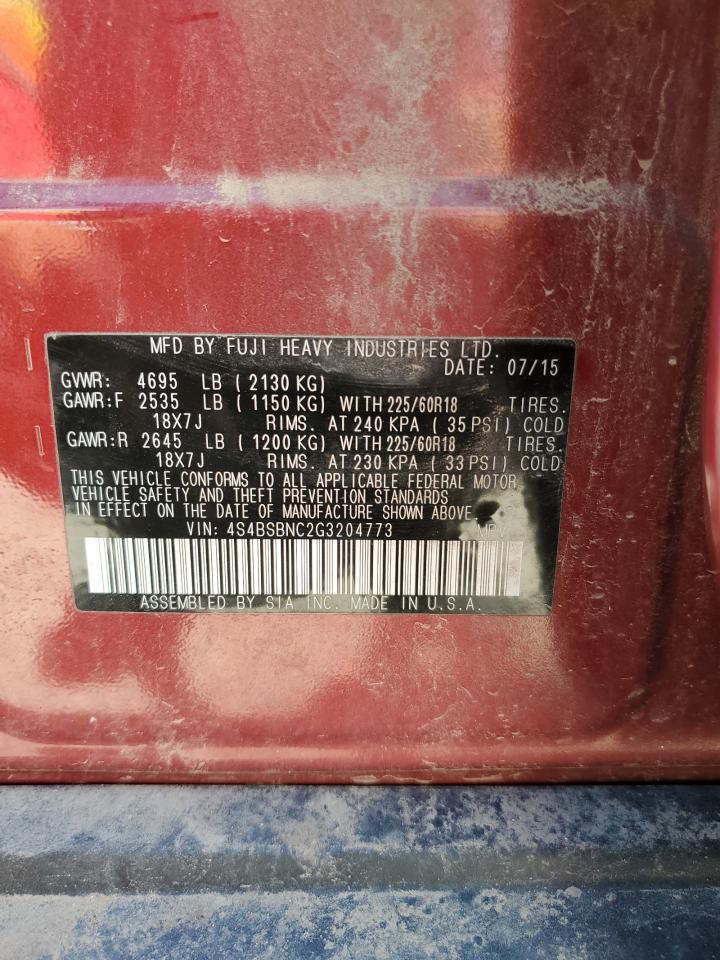 MFD BY FUJI HEAVY INDUSTRIES LTD.
DATE: 07/15
GVWR: 4695 LB ( 2130 KG)
GAWR:F 2535 LB ( 1150 KG) WITH 225/60R18 TIRES.
18X7J RIMS. AT 240 KPA ( 35 PSI) COLD
GAWR:R 2645 LB ( 1200 KG) WITH 225/60R18 TIRES.
18X7J RIMS. AT 230 KPA ( 33 PSI) COLD
THIS VEHICLE CONFORMS TO ALL APPLICABLE FEDERAL MOTOR
VEHICLE SAFETY AND THEFT PREVENTION STANDARDS
IN EFFECT ON THE DATE OF MANUFACTURE SHOWN ABOVE.
VIN: 4S4BSBNC2G3204773 MPV
ASSEMBLED BY SIA INC. MADE IN U.S.A.